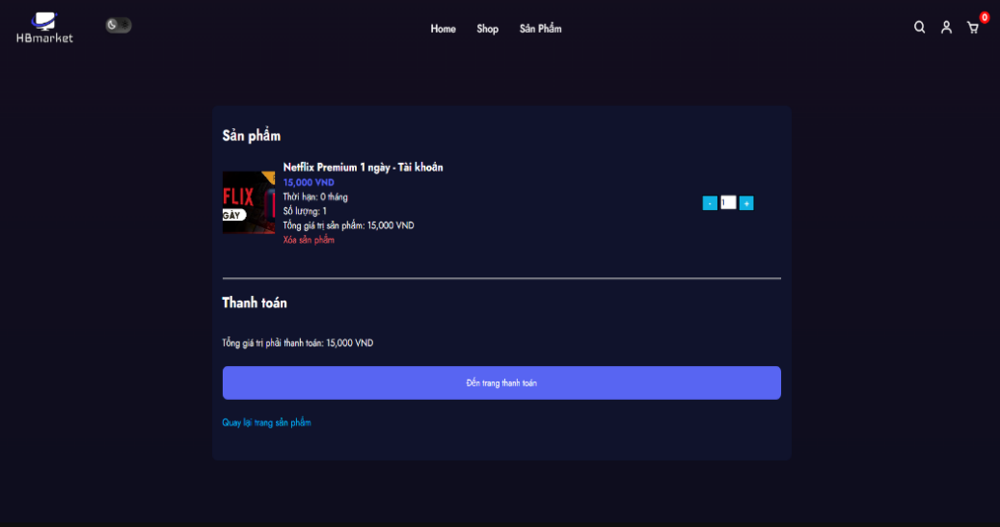 HBmarket
Home
Shop
Sản Phẩm
0
Sản phẩm
Netflix Premium 1 ngày - Tài khoản
15,000 VND
Thời hạn: 0 tháng
Số lượng: 1
Tổng giá trị sản phẩm: 15,000 VND
Xóa sản phẩm
FLIX
GÀY
- 1 +
Thanh toán
Tổng giá trị phải thanh toán: 15,000 VND
Đến trang thanh toán
Quay lại trang sản phẩm